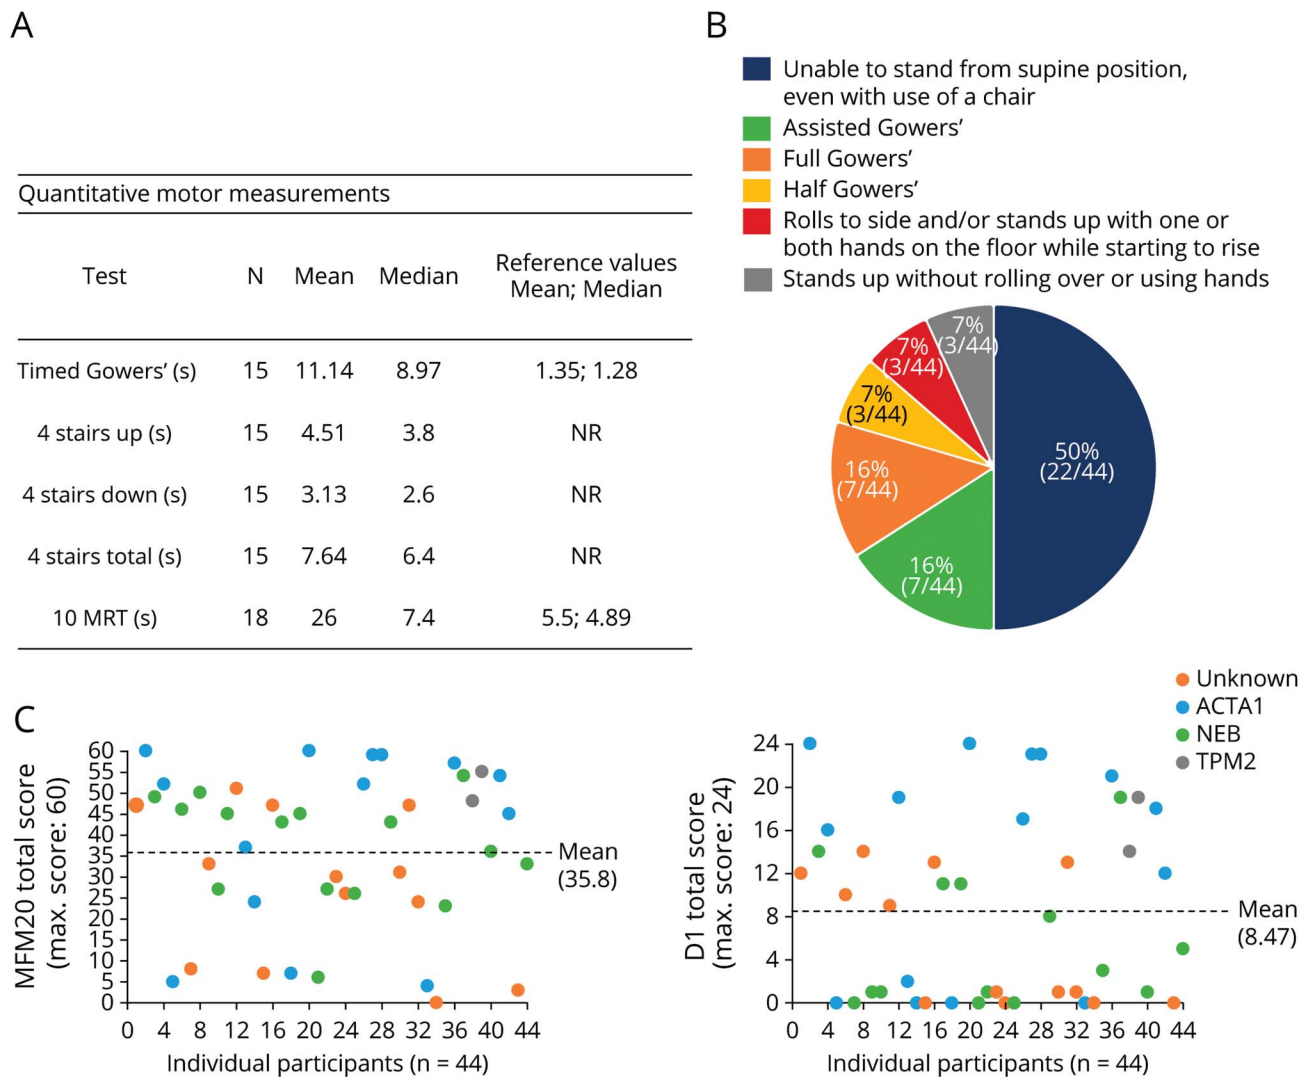 A
Quantitative motor measurements
Test N Mean Median Reference values
Mean; Median
Timed Gowers’ (s) 15 11.14 8.97 1.35; 1.28
4 stairs up (s) 15 4.51 3.8 NR
4 stairs down (s) 15 3.13 2.6 NR
4 stairs total (s) 15 7.64 6.4 NR
10 MRT (s) 18 26 7.4 5.5; 4.89
B
Unable to stand from supine position,
even with use of a chair
Assisted Gowers’
Full Gowers’
Half Gowers’
Rolls to side and/or stands up with one or
both hands on the floor while starting to rise
Stands up without rolling over or using hands
7%
(3/44)
7%
(3/44)
7%
(3/44)
16%
(7/44)
16%
(7/44)
50%
(22/44)
C
MFM20 total score
(max. score: 60)
60
55
50
45
40
35
30
25
20
15
10
5
0
Mean
(35.8)
0 4 8 12 16 20 24 28 32 36 40 44
Individual participants (n = 44)
Unknown
ACTA1
NEB
TPM2
D1 total score
(max. score: 24)
24
20
16
12
8
4
0
Mean
(8.47)
0 4 8 12 16 20 24 28 32 36 40 44
Individual participants (n = 44)